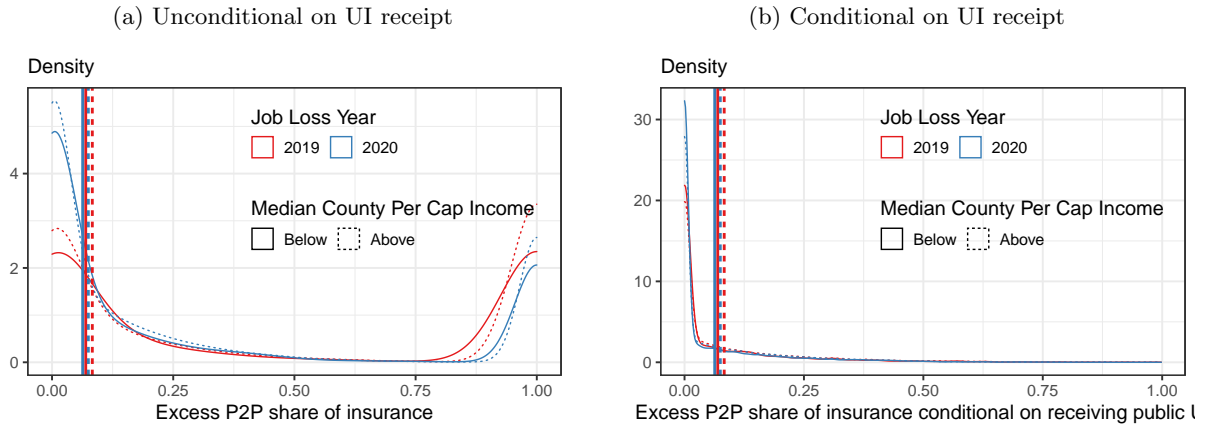 (a) Unconditional on UI receipt
Density
Job Loss Year
2019 2020
Median County Per Cap Income
Below Above
4
2
0
0.00 0.25 0.50 0.75 1.00
Excess P2P share of insurance
(b) Conditional on UI receipt
Density
Job Loss Year
2019 2020
Median County Per Cap Income
Below Above
30
20
10
0
0.00 0.25 0.50 0.75 1.00
Excess P2P share of insurance conditional on receiving public